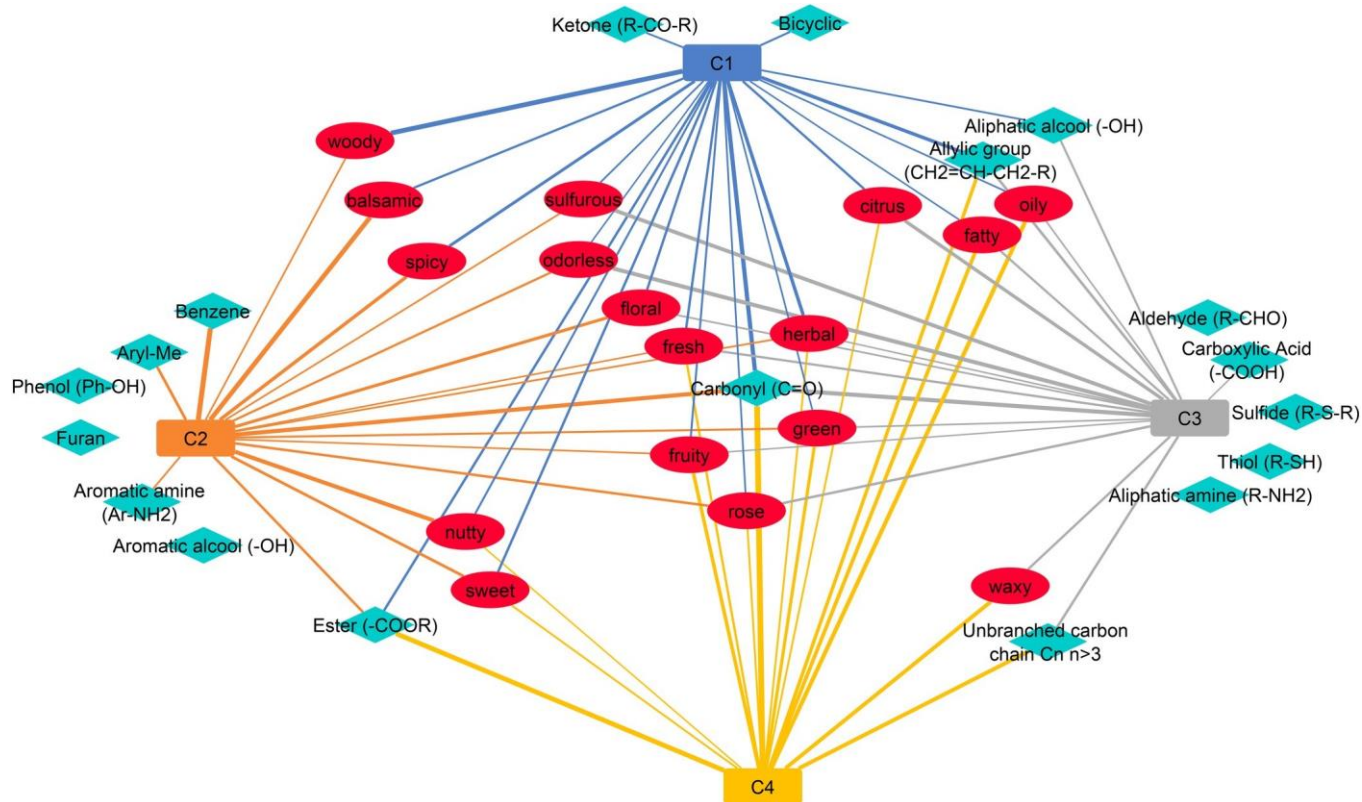 Ketone (R-CO-R)
Bicyclic
C1
Aliphatic alcool (-OH)
woody
Allylic group
(CH2=CH-CH2-R)
balsamic
sulfurous
citrus
oily
fatty
spicy
odorless
Benzene
floral
Aldehyde (R-CHO)
herbal
fresh
Aryl-Me
Carboxylic Acid
(-COOH)
Phenol (Ph-OH)
Carbonyl (C=O)
C3
Sulfide (R-S-R)
green
C2
Furan
fruity
Thiol (R-SH)
Aromatic amine
(Ar-NH2)
Aliphatic amine (R-NH2)
rose
nutty
Aromatic alcool (-OH)
sweet
waxy
Ester (-COOR)
Unbranched carbon
chain Cn n>3
C4